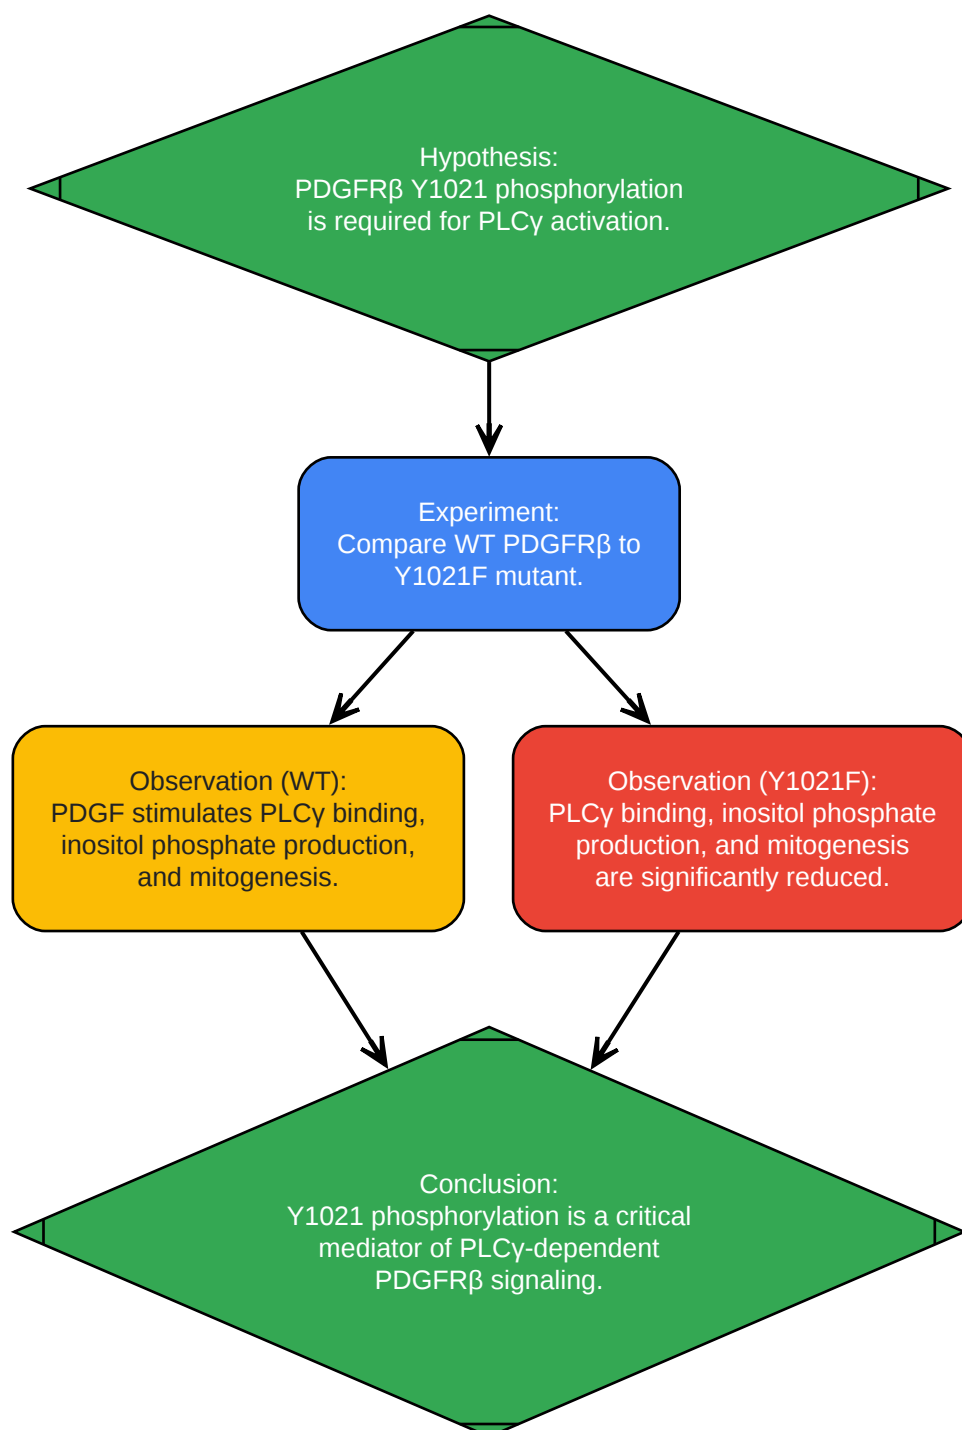 Hypothesis:
PDGFRβ Y1021 phosphorylation
is required for PLCγ activation.
Experiment:
Compare WT PDGFRβ to
Y1021F mutant.
Observation (WT):
PDGF stimulates PLCγ binding,
inositol phosphate production,
and mitogenesis.
Observation (Y1021F):
PLCγ binding, inositol phosphate
production, and mitogenesis
are significantly reduced.
Conclusion:
Y1021 phosphorylation is a critical
mediator of PLCγ-dependent
PDGFRβ signaling.